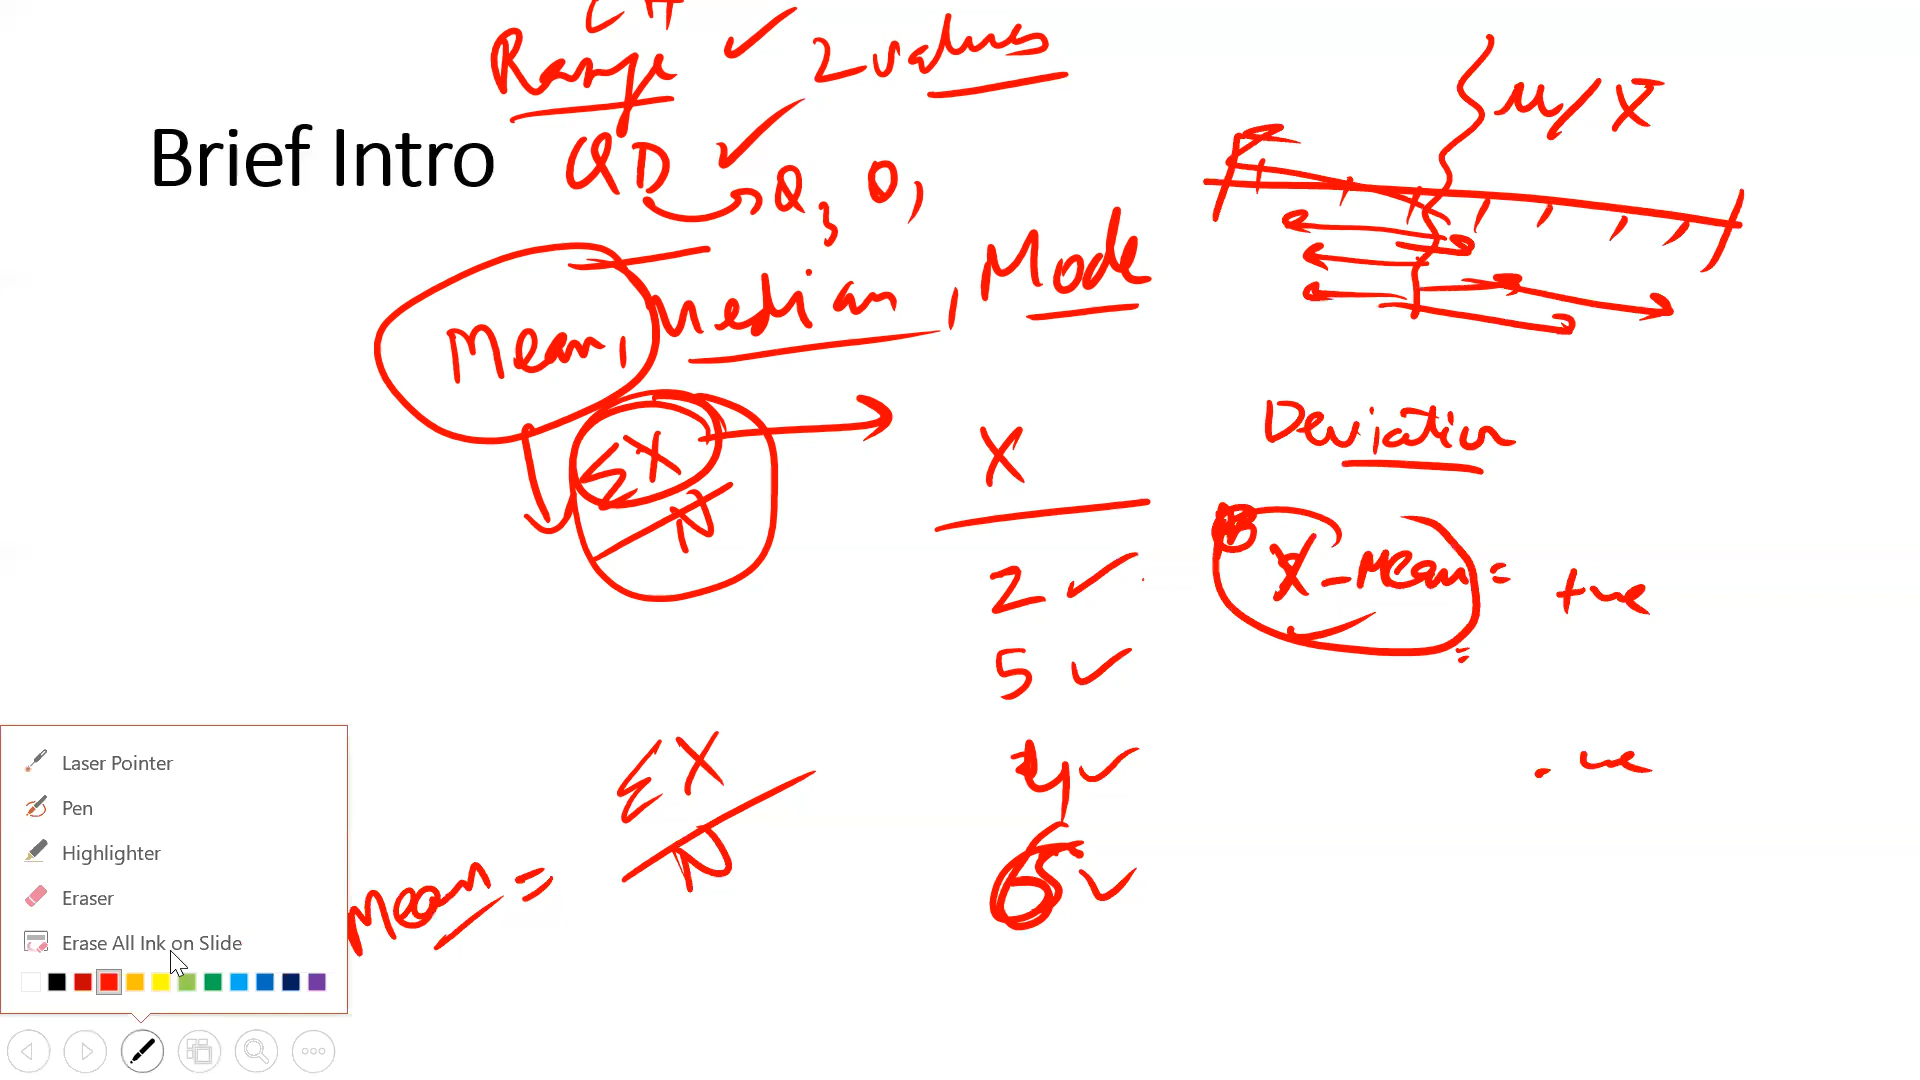 Range ✓ 2 values
Brief Intro
QD ✓ Q3 Q1
μ / X̄
Mean, Median, Mode
ΣX
N
X
Deviation
2 ✓
X - Mean = +ve
5 ✓
4 ✓
- ve
6 ✓
Mean =
ΣX
N
Laser Pointer
Pen
Highlighter
Eraser
Erase All Ink on Slide